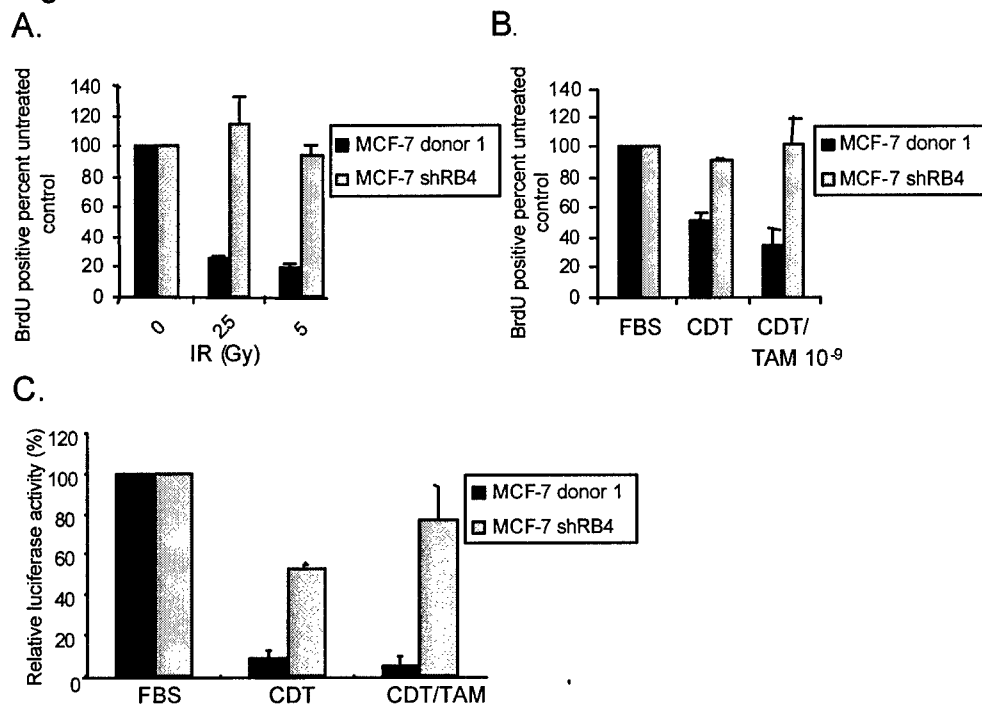 A.
BrdU positive percent untreated
control
140
120
100
80
60
40
20
0
0
2.5
5
IR (Gy)
MCF-7 donor 1
MCF-7 shRB4
B.
BrdU positive percent untreated
control
140
120
100
80
60
40
20
0
FBS
CDT
CDT/
TAM 10-9
MCF-7 donor 1
MCF-7 shRB4
C.
Relative luciferase activity (%)
120
100
80
60
40
20
0
FBS
CDT
CDT/TAM
MCF-7 donor 1
MCF-7 shRB4